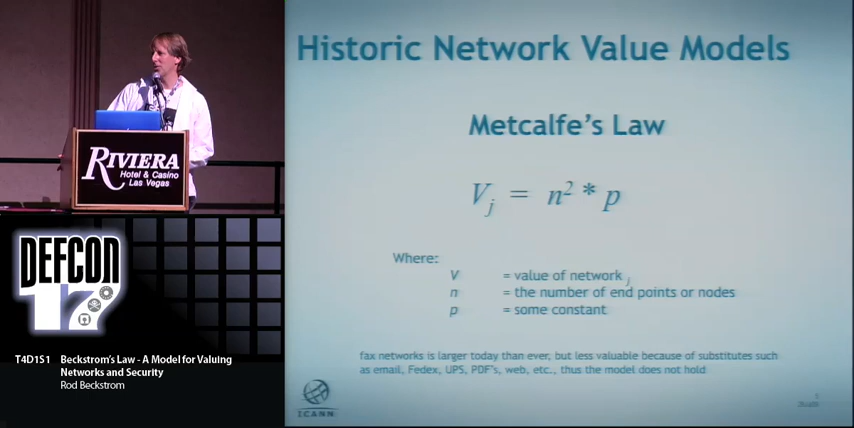 Historic Network Value Models
Metcalfe's Law
Vj = n2 * p
Where:
V = value of network j
n = the number of end points or nodes
p = some constant
fax networks is larger today than ever, but less valuable because of substitutes such
as email, Fedex, UPS, PDF's, web, etc., thus the model does not hold
ICANN
RIVIERA
Hotel & Casino
Las Vegas
DEFCON
17
T4D1S1 Beckstrom's Law - A Model for Valuing
Networks and Security
Rod Beckstrom